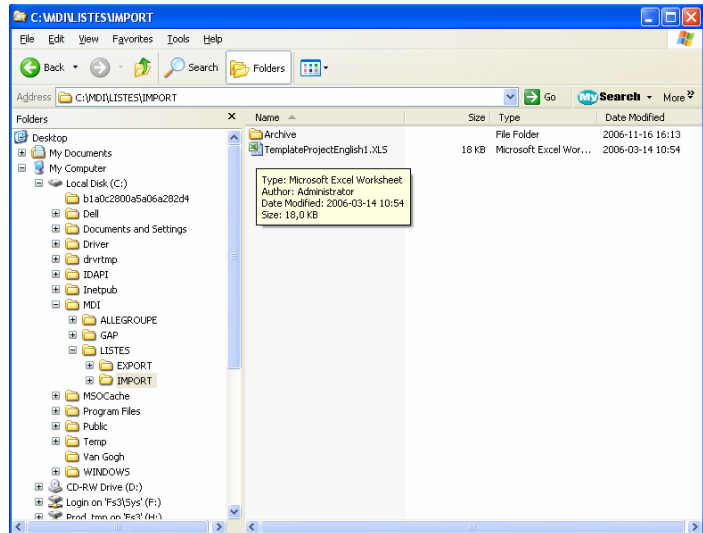 C:\MDI\LISTES\IMPORT
File Edit View Favorites Tools Help
Back Search Folders
Address C:\MDI\LISTES\IMPORT Go My Search More
Folders X Name Size Type Date Modified
Desktop
My Documents
My Computer
Local Disk (C:)
b1a0c2800a5a06a282d4
Dell
Documents and Settings
Driver
drvrtmp
IDAPI
Inetpub
MDI
ALLEGROUPE
GAP
LISTES
EXPORT
IMPORT
MSOCache
Program Files
Public
Temp
Van Gogh
WINDOWS
CD-RW Drive (D:)
Login on 'Fs3\Sys' (F:)
Prod_tmp on 'Fs3' (H:)
Archive File Folder 2006-11-16 16:13
TemplateProjectEnglish1.XLS 18 KB Microsoft Excel Wor... 2006-03-14 10:54
Type: Microsoft Excel Worksheet
Author: Administrator
Date Modified: 2006-03-14 10:54
Size: 18,0 KB